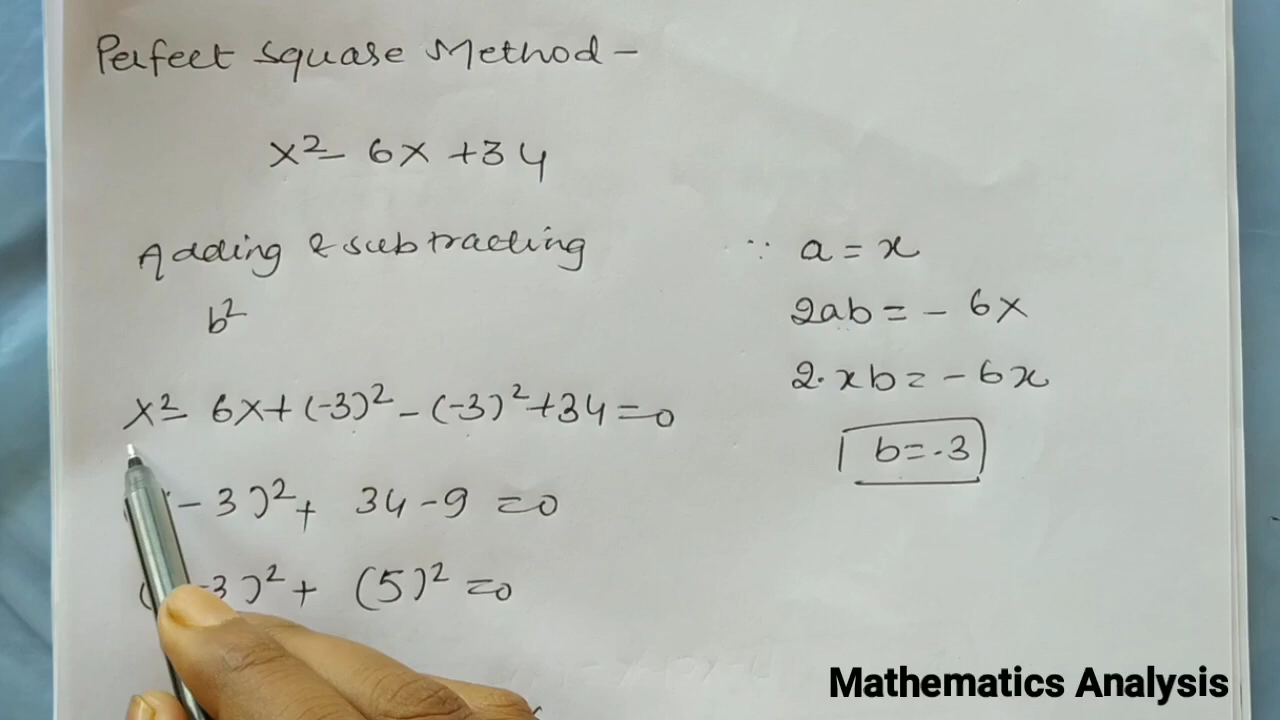 Perfect Square Method -
x² - 6x + 34
Adding & subtracting
b²
x² - 6x + (-3)² - (-3)² + 34 = 0
- 3)² + 34 - 9 = 0
(-3)² + (5)² = 0
∵ a = x
2ab = - 6x
2·xb = - 6x
b = -3
Mathematics Analysis